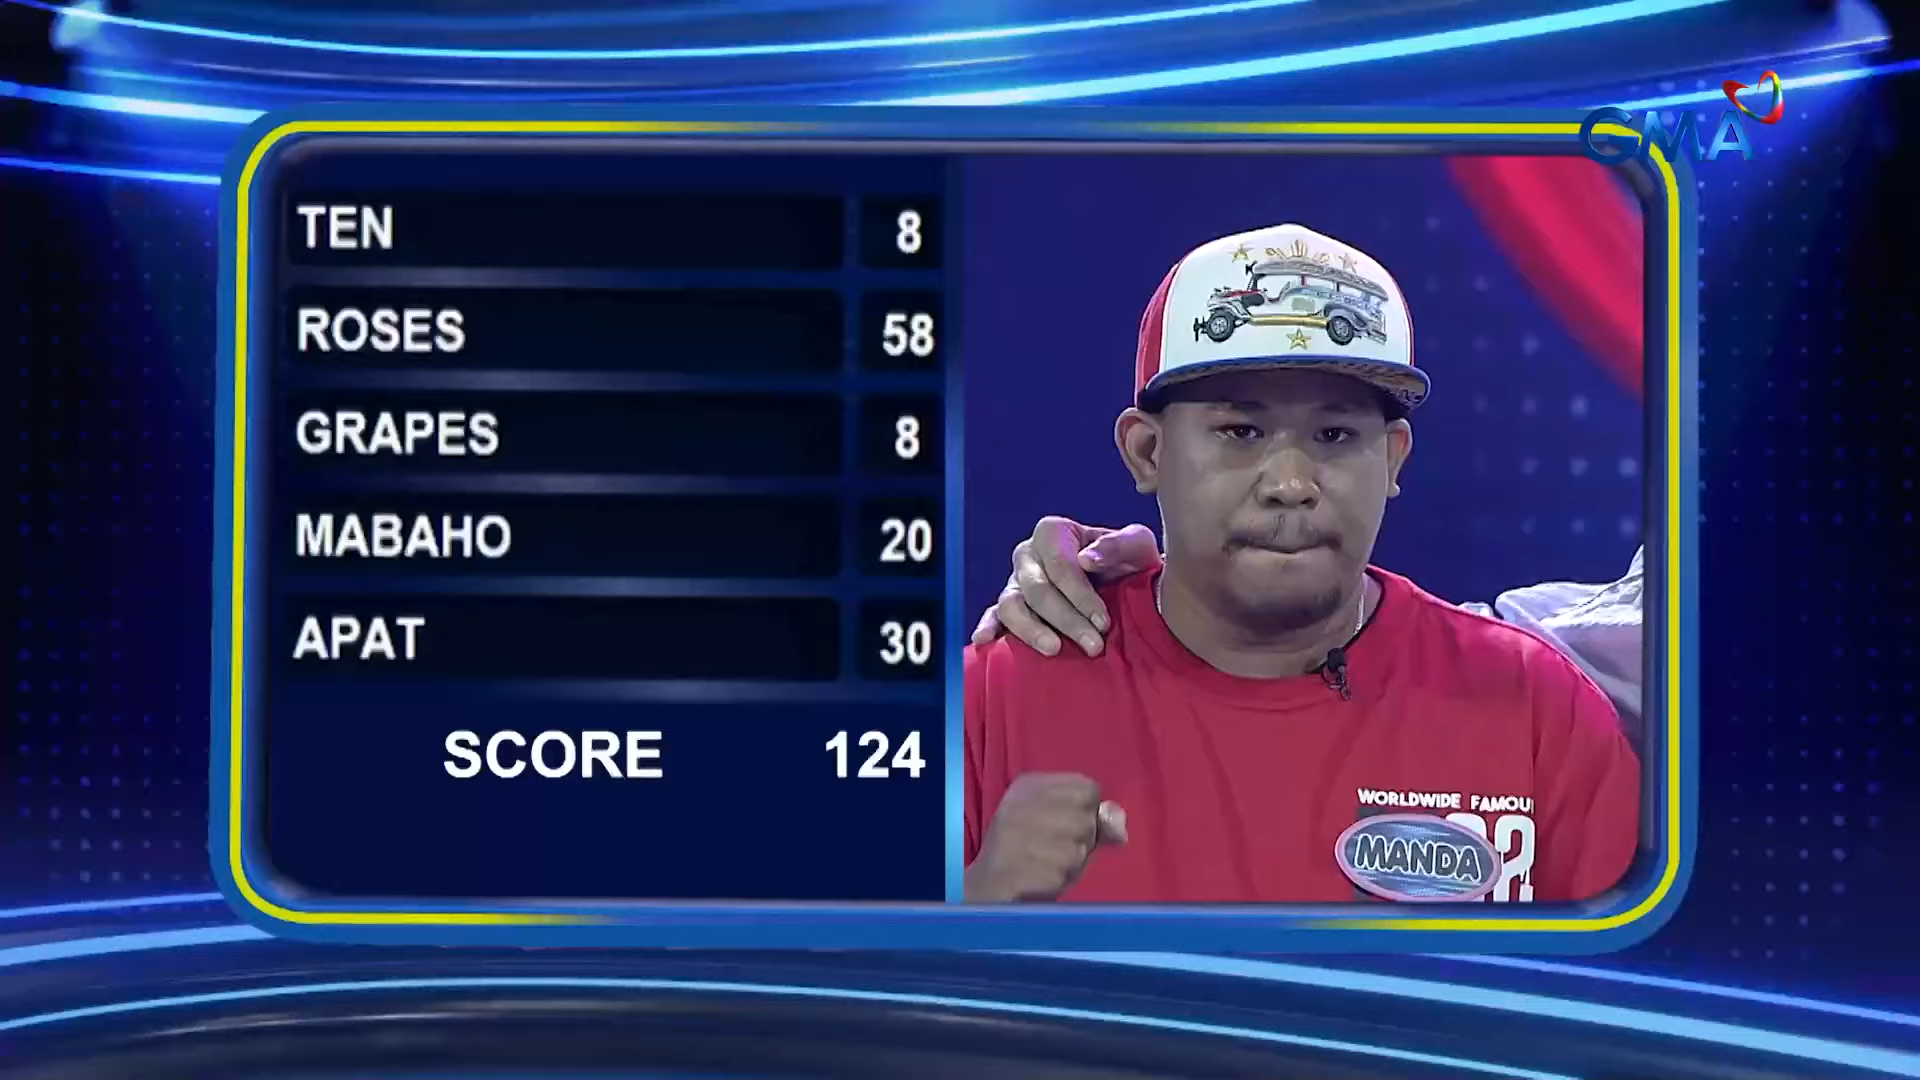 GMA
TEN 8
ROSES 58
GRAPES 8
MABAHO 20
APAT 30
SCORE 124
WORLDWIDE FAMOU
MANDA